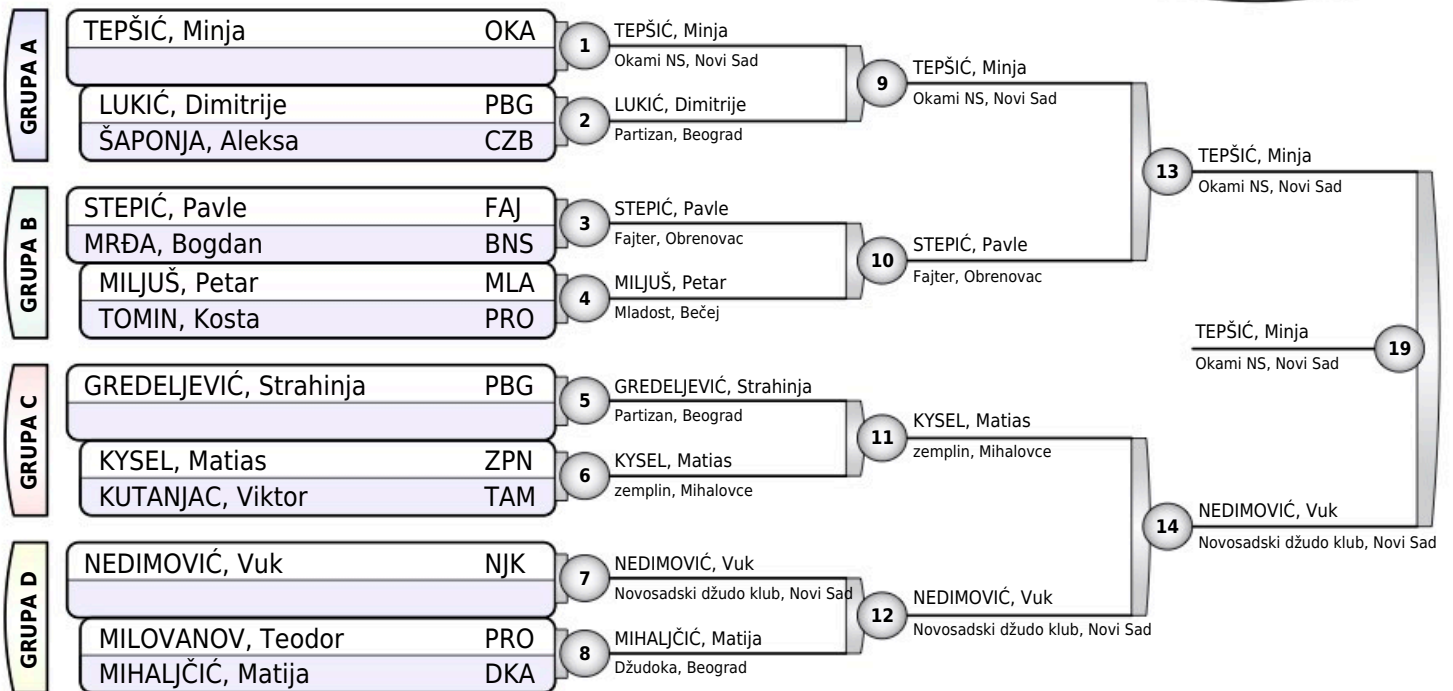 GRUPA A
TEPŠIĆ, Minja OKA
LUKIĆ, Dimitrije PBG
ŠAPONJA, Aleksa CZB
1
TEPŠIĆ, Minja
Okami NS, Novi Sad
2
LUKIĆ, Dimitrije
Partizan, Beograd
9
TEPŠIĆ, Minja
Okami NS, Novi Sad
GRUPA B
STEPIĆ, Pavle FAJ
MRĐA, Bogdan BNS
MILJUŠ, Petar MLA
TOMIN, Kosta PRO
3
STEPIĆ, Pavle
Fajter, Obrenovac
4
MILJUŠ, Petar
Mladost, Bečej
10
STEPIĆ, Pavle
Fajter, Obrenovac
13
TEPŠIĆ, Minja
Okami NS, Novi Sad
GRUPA C
GREDELJEVIĆ, Strahinja PBG
KYSEL, Matias ZPN
KUTANJAC, Viktor TAM
5
GREDELJEVIĆ, Strahinja
Partizan, Beograd
6
KYSEL, Matias
zemplin, Mihalovce
11
KYSEL, Matias
zemplin, Mihalovce
GRUPA D
NEDIMOVIĆ, Vuk NJK
MILOVANOV, Teodor PRO
MIHALJČIĆ, Matija DKA
7
NEDIMOVIĆ, Vuk
Novosadski džudo klub, Novi Sad
8
MIHALJČIĆ, Matija
Džudoka, Beograd
12
NEDIMOVIĆ, Vuk
Novosadski džudo klub, Novi Sad
14
NEDIMOVIĆ, Vuk
Novosadski džudo klub, Novi Sad
TEPŠIĆ, Minja
Okami NS, Novi Sad
19